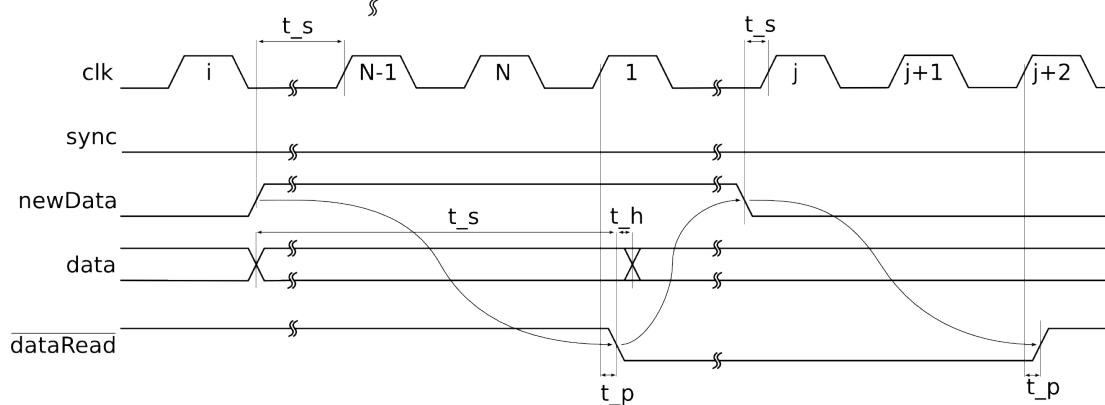 t_s t_s
clk i N-1 N 1 j j+1 j+2
sync
newData
t_s t_h
data
dataRead
t_p t_p